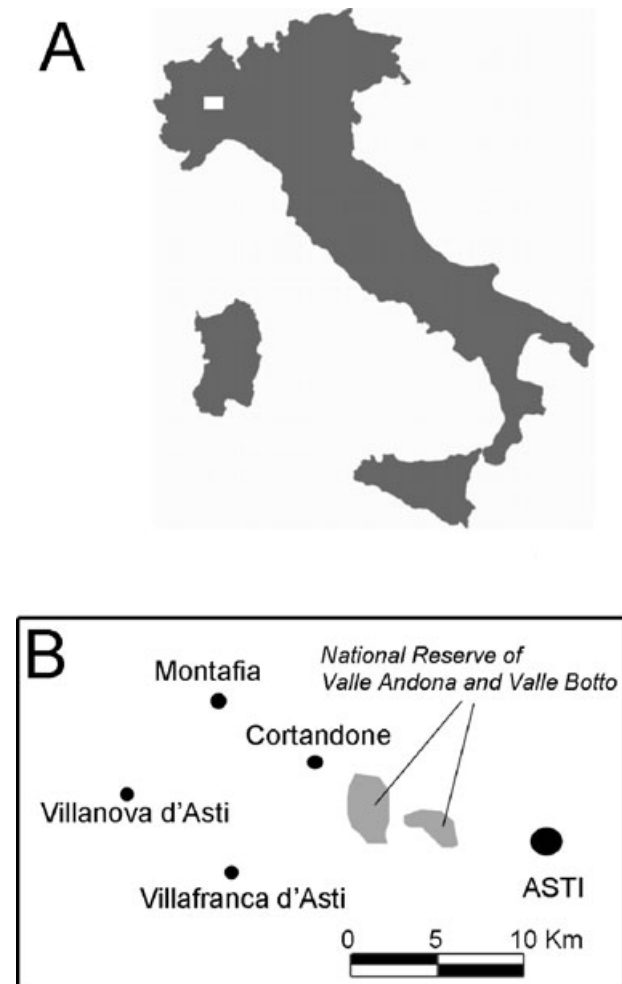 A
B
National Reserve of
Valle Andona and Valle Botto
Montafia
Cortandone
Villanova d'Asti
Villafranca d'Asti
ASTI
0 5 10 Km